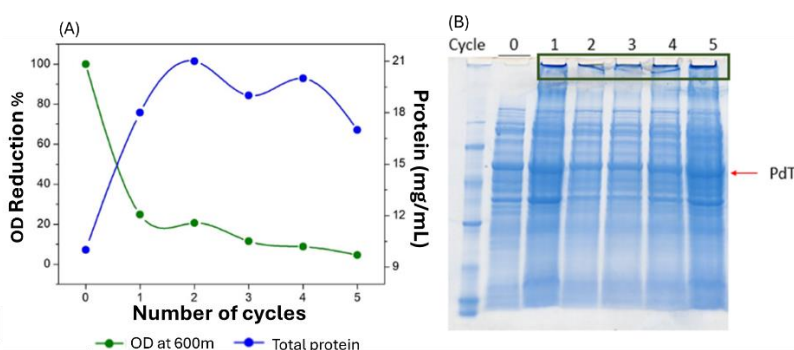 (A)
OD Reduction %
100
80
60
40
20
0
21
18
15
12
9
Protein (mg/mL)
0 1 2 3 4 5
Number of cycles
OD at 600m Total protein
(B)
Cycle 0 1 2 3 4 5
PdT